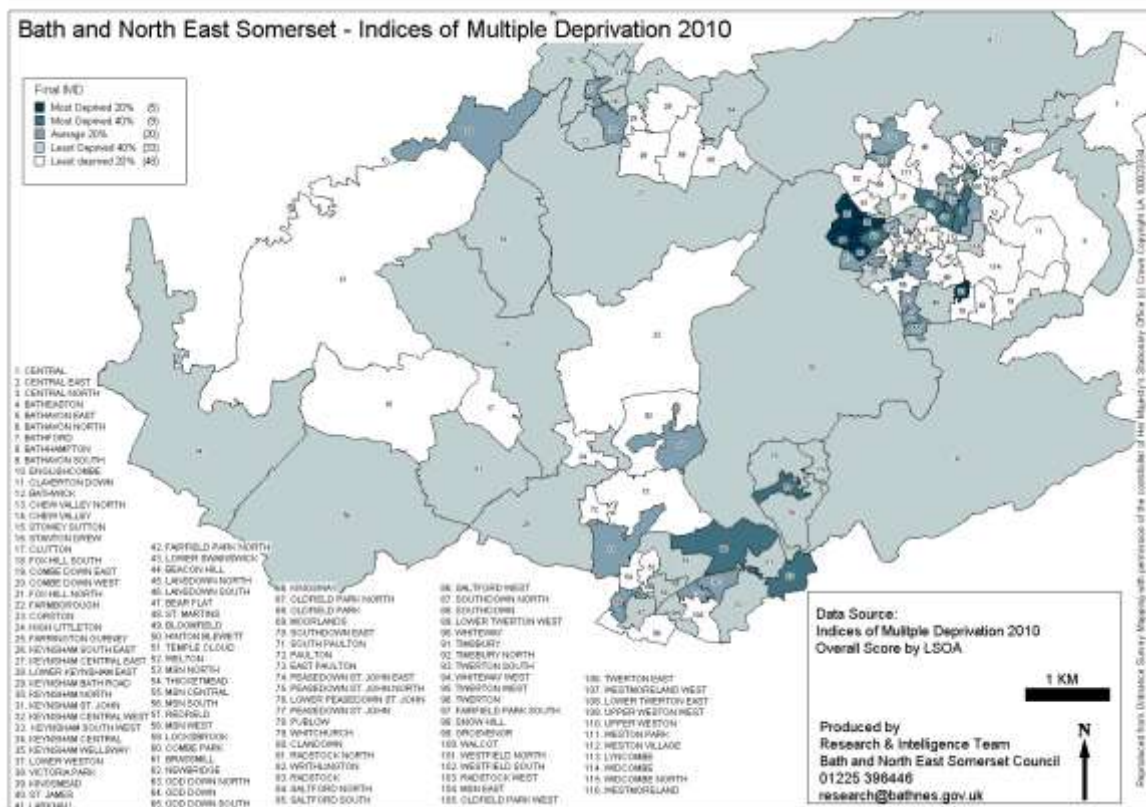 Bath and North East Somerset - Indices of Multiple Deprivation 2010
Final IMD
Most Deprived 20% (5)
Most Deprived 40% (9)
Average 20% (20)
Least Deprived 40% (33)
Least deprived 20% (48)
1 CENTRAL
2 CENTRAL EAST
3 CENTRAL NORTH
4 BATHEASTON
5 BATHAVON EAST
6 BATHAVON NORTH
7 BATHFORD
8 BATHHAMPTON
9 BATHAVON SOUTH
10 ENGLISHCOMBE
11 CLAVERTON DOWN
12 BATHWICK
13 CHEW VALLEY NORTH
14 CHEW VALLEY
15 STOWEY SUTTON
16 STANTON DREW
17 CLUTTON
18 FOX HILL SOUTH
19 COMBE DOWN EAST
20 COMBE DOWN WEST
21 FOX HILL NORTH
22 FARMBOROUGH
23 CORSTON
24 HIGH LITTLETON
25 FARRINGTON GURNEY
26 KEYNSHAM SOUTH EAST
27 KEYNSHAM CENTRAL EAST
28 LOWER KEYNSHAM EAST
29 KEYNSHAM BATH ROAD
30 KEYNSHAM NORTH
31 KEYNSHAM ST. JOHN
32 KEYNSHAM CENTRAL WEST
33 KEYNSHAM SOUTH WEST
34 KEYNSHAM CENTRAL
35 KEYNSHAM WELLSWAY
37 LOWER WESTON
38 VICTORIA PARK
39 KINGSMEAD
40 ST JAMES
41 LARKHALL
42 FAIRFIELD PARK NORTH
43 LOWER SWAINSWICK
44 BEACON HILL
45 LANSDOWN NORTH
46 LANSDOWN SOUTH
47 BEAR FLAT
48 ST. MARTINS
49 BLOOMFIELD
50 HINTON BLEWETT
51 TEMPLE CLOUD
52 WELTON
53 MSN NORTH
54 THICKETMEAD
55 MSN CENTRAL
56 MSN SOUTH
57 REDFIELD
58 MSN WEST
59 LOCKSBROOK
60 COMBE PARK
61 BRASSMILL
62 NEWBRIDGE
63 ODD DOWN NORTH
64 ODD DOWN
65 ODD DOWN SOUTH
67 OLDFIELD PARK NORTH
68 OLDFIELD PARK
69 MOORLANDS
70 SOUTHDOWN EAST
71 SOUTH PAULTON
72 PAULTON
73 EAST PAULTON
74 PEASEDOWN ST. JOHN EAST
75 PEASEDOWN ST. JOHN NORTH
76 LOWER PEASEDOWN ST. JOHN
77 PEASEDOWN ST. JOHN
78 PUBLOW
79 WHITCHURCH
80 CLANDOWN
81 RADSTOCK NORTH
82 WRITHLINGTON
83 RADSTOCK
84 SALTFORD NORTH
85 SALTFORD SOUTH
86 SALTFORD WEST
87 SOUTHDOWN NORTH
88 SOUTHDOWN
89 LOWER TWERTON WEST
90 WHITEWAY
91 TIMSBURY
92 TIMSBURY NORTH
93 TWERTON SOUTH
94 WHITEWAY WEST
95 TWERTON WEST
96 TWERTON
97 FAIRFIELD PARK SOUTH
98 SNOW HILL
99 GROSVENOR
100 WALCOT
101 WESTFIELD NORTH
102 WESTFIELD SOUTH
103 RADSTOCK WEST
104 MSN EAST
105 OLDFIELD PARK WEST
106 TWERTON EAST
107 WESTMORELAND WEST
108 LOWER TWERTON EAST
109 UPPER WESTON WEST
110 UPPER WESTON
111 WESTON PARK
112 WESTON VILLAGE
113 LYNCOMBE
114 WIDCOMBE
115 WIDCOMBE NORTH
116 WESTMORELAND
Data Source:
Indices of Mulitple Deprivation 2010
Overall Score by LSOA
1 KM
N
Produced by
Research & Intelligence Team
Bath and North East Somerset Council
01225 396446
research@bathnes.gov.uk